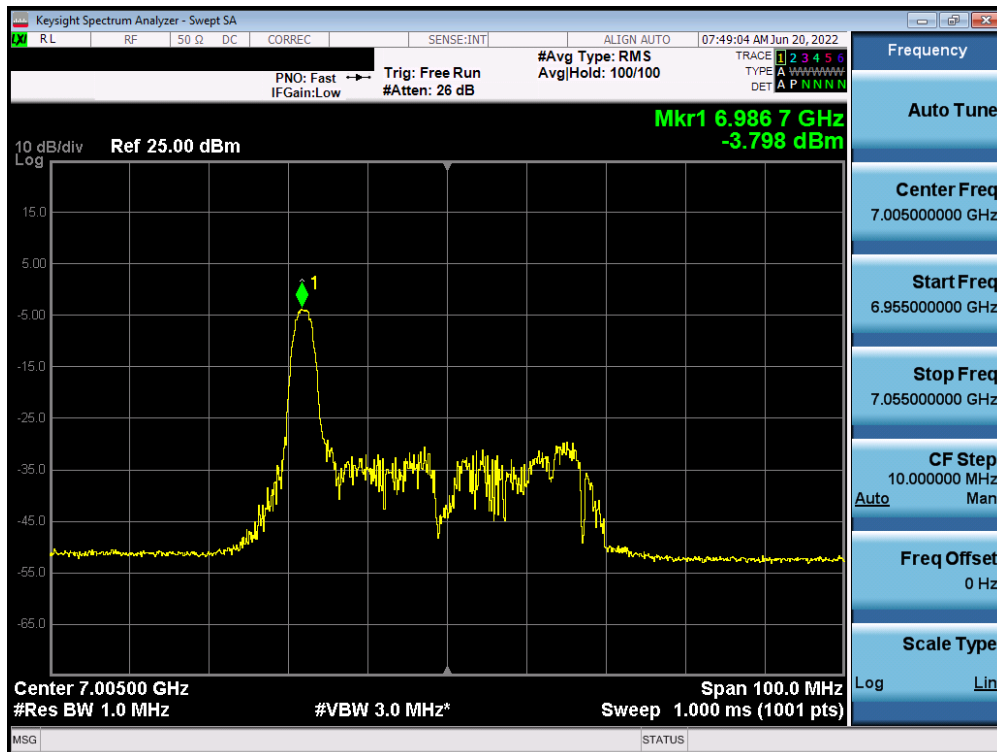 Keysight Spectrum Analyzer - Swept SA
LXI RL RF 50 Ω DC CORREC SENSE:INT ALIGN AUTO 07:49:04 AM Jun 20, 2022
PNO: Fast Trig: Free Run #Avg Type: RMS TRACE 1 2 3 4 5 6
IFGain:Low #Atten: 26 dB Avg|Hold: 100/100 TYPE A WWWWW
DET A P N N N N
Mkr1 6.986 7 GHz
-3.798 dBm
10 dB/div Ref 25.00 dBm
Log
15.0
5.00
1
-5.00
-15.0
-25.0
-35.0
-45.0
-55.0
-65.0
Center 7.00500 GHz Span 100.0 MHz
#Res BW 1.0 MHz #VBW 3.0 MHz* Sweep 1.000 ms (1001 pts)
MSG STATUS
Frequency
Auto Tune
Center Freq
7.005000000 GHz
Start Freq
6.955000000 GHz
Stop Freq
7.055000000 GHz
CF Step
10.000000 MHz
Auto Man
Freq Offset
0 Hz
Scale Type
Log Lin